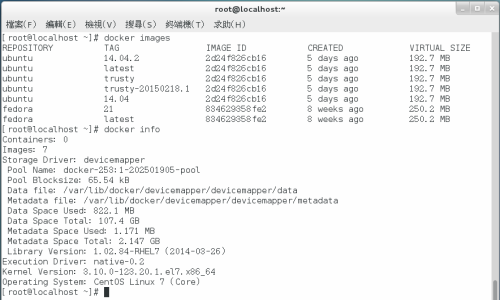 root@localhost:~
檔案(F) 編輯(E) 檢視(V) 搜尋(S) 終端機(T) 求助(H)
[root@localhost ~]# docker images
REPOSITORY TAG IMAGE ID CREATED VIRTUAL SIZE
ubuntu 14.04.2 2d24f826cb16 5 days ago 192.7 MB
ubuntu latest 2d24f826cb16 5 days ago 192.7 MB
ubuntu trusty 2d24f826cb16 5 days ago 192.7 MB
ubuntu trusty-20150218.1 2d24f826cb16 5 days ago 192.7 MB
ubuntu 14.04 2d24f826cb16 5 days ago 192.7 MB
fedora 21 834629358fe2 8 weeks ago 250.2 MB
fedora latest 834629358fe2 8 weeks ago 250.2 MB
[root@localhost ~]# docker info
Containers: 0
Images: 7
Storage Driver: devicemapper
Pool Name: docker-253:1-202501905-pool
Pool Blocksize: 65.54 kB
Data file: /var/lib/docker/devicemapper/devicemapper/data
Metadata file: /var/lib/docker/devicemapper/devicemapper/metadata
Data Space Used: 822.1 MB
Data Space Total: 107.4 GB
Metadata Space Used: 1.171 MB
Metadata Space Total: 2.147 GB
Library Version: 1.02.84-RHEL7 (2014-03-26)
Execution Driver: native-0.2
Kernel Version: 3.10.0-123.20.1.el7.x86_64
Operating System: CentOS Linux 7 (Core)
[root@localhost ~]#